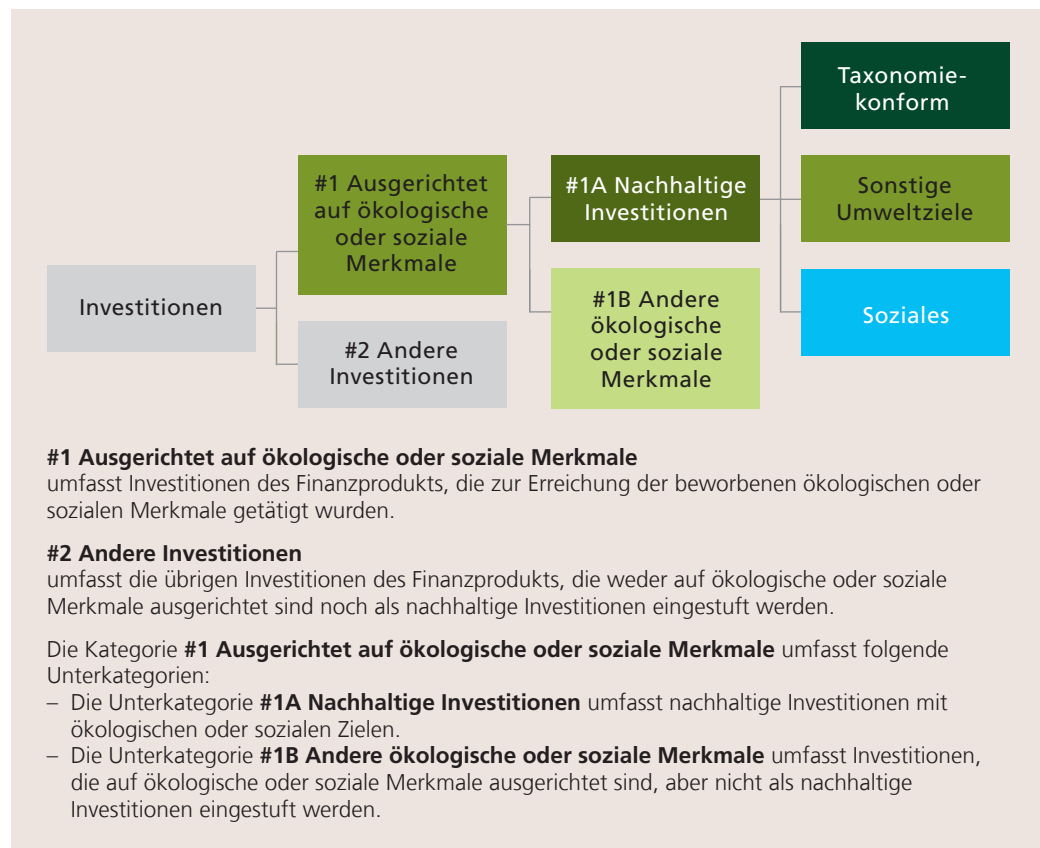 Taxonomie-
konform
#1 Ausgerichtet
auf ökologische
oder soziale
Merkmale
#1A Nachhaltige
Investitionen
Sonstige
Umweltziele
Investitionen
#1B Andere
ökologische
oder soziale
Merkmale
Soziales
#2 Andere
Investitionen
#1 Ausgerichtet auf ökologische oder soziale Merkmale
umfasst Investitionen des Finanzprodukts, die zur Erreichung der beworbenen ökologischen oder
sozialen Merkmale getätigt wurden.
#2 Andere Investitionen
umfasst die übrigen Investitionen des Finanzprodukts, die weder auf ökologische oder soziale
Merkmale ausgerichtet sind noch als nachhaltige Investitionen eingestuft werden.
Die Kategorie #1 Ausgerichtet auf ökologische oder soziale Merkmale umfasst folgende
Unterkategorien:
– Die Unterkategorie #1A Nachhaltige Investitionen umfasst nachhaltige Investitionen mit
ökologischen oder sozialen Zielen.
– Die Unterkategorie #1B Andere ökologische oder soziale Merkmale umfasst Investitionen,
die auf ökologische oder soziale Merkmale ausgerichtet sind, aber nicht als nachhaltige
Investitionen eingestuft werden.